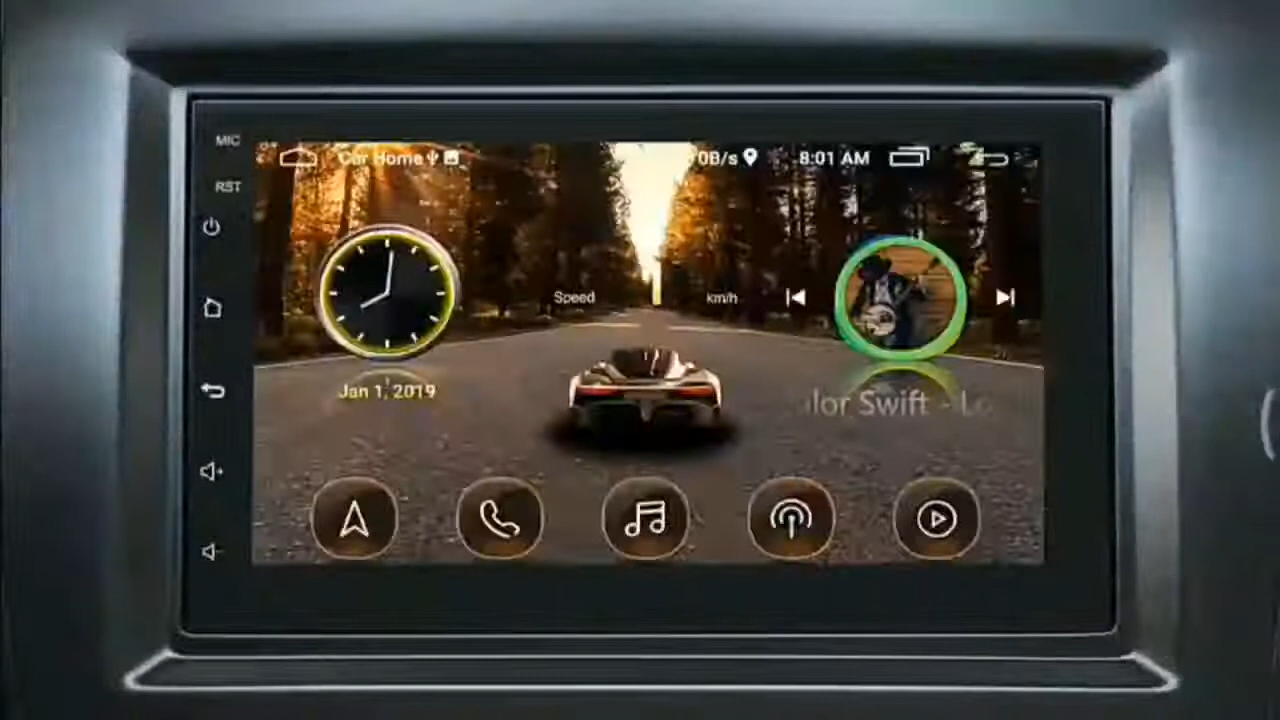 MIC
RST
Car Home
0B/s
8:01 AM
Speed
km/h
Jan 1, 2019
lor Swift - Lo